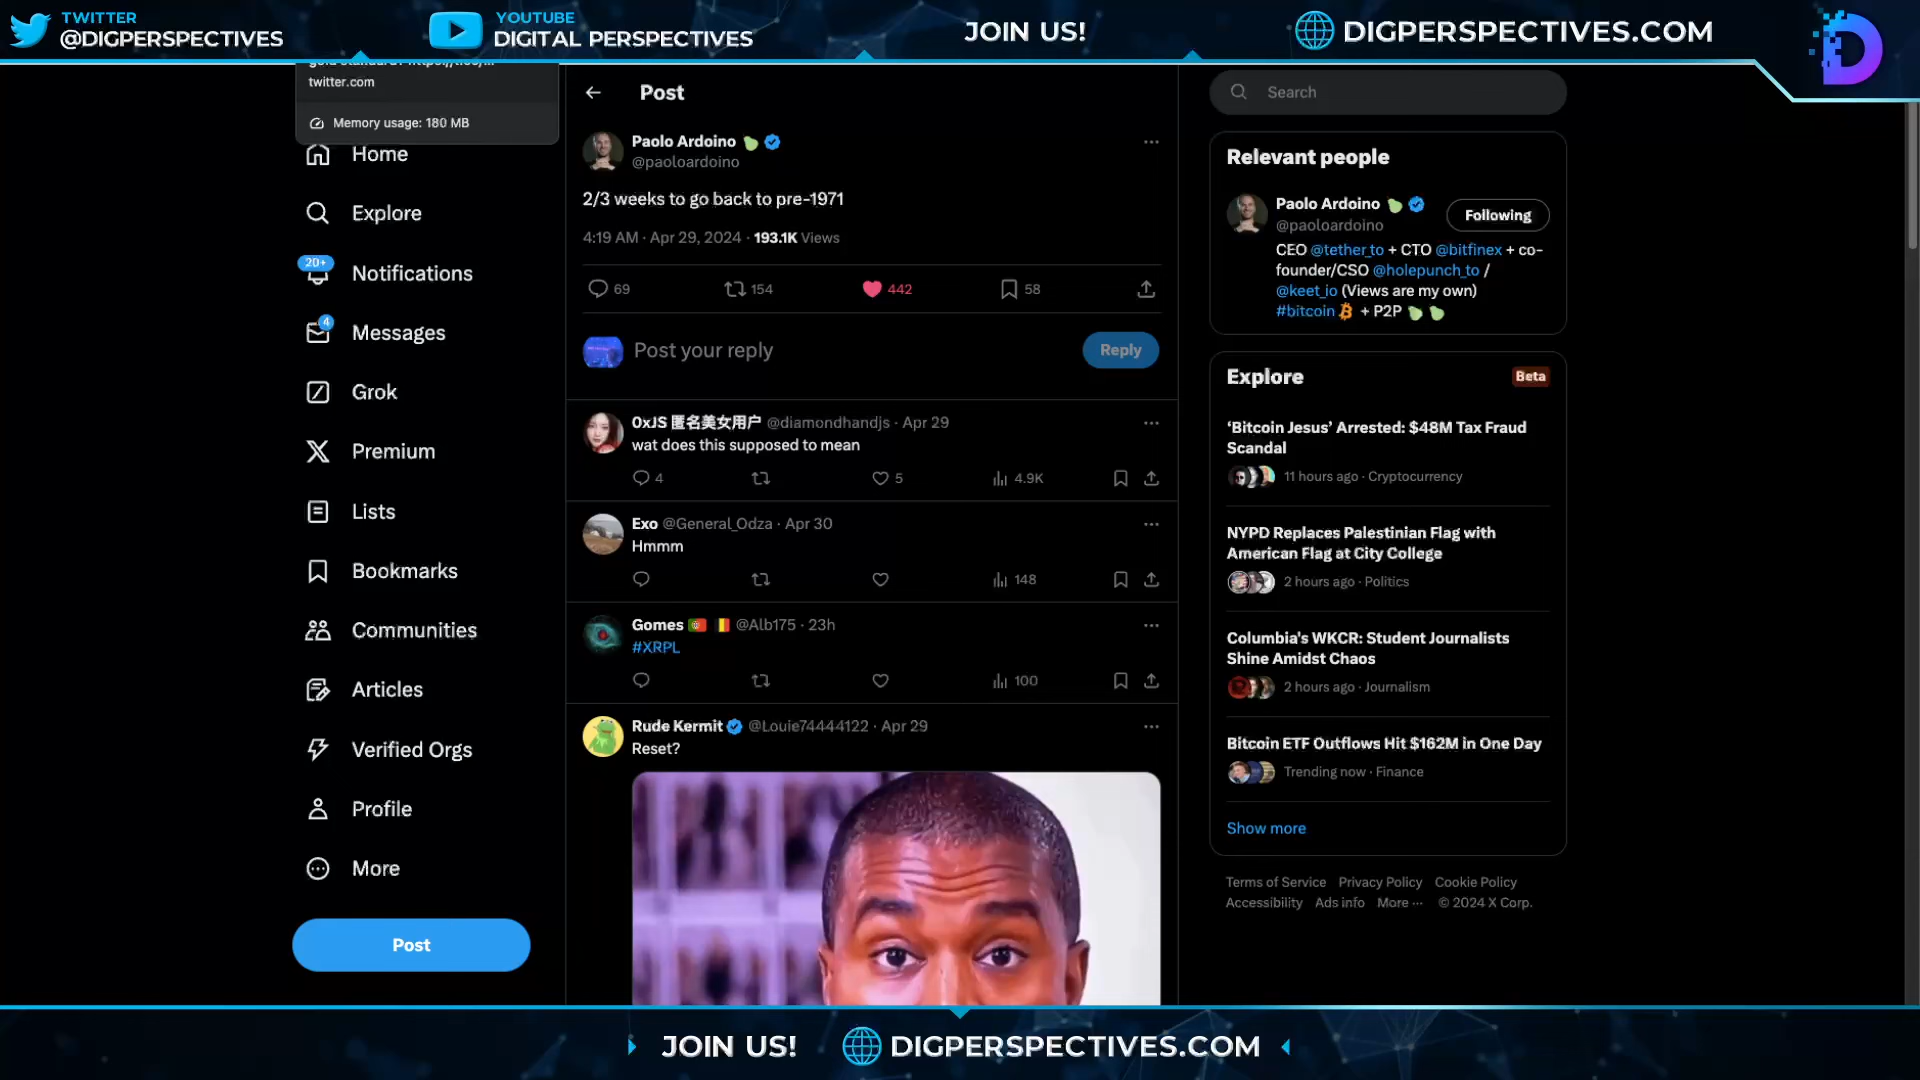 TWITTER
@DIGPERSPECTIVES
YOUTUBE
DIGITAL PERSPECTIVES
JOIN US!
DIGPERSPECTIVES.COM
twitter.com
Memory usage: 180 MB
Home
Explore
20+
Notifications
4
Messages
Grok
Premium
Lists
Bookmarks
Communities
Articles
Verified Orgs
Profile
More
Post
Post
Paolo Ardoino
@paoloardoino
2/3 weeks to go back to pre-1971
4:19 AM · Apr 29, 2024 · 193.1K Views
69 154 442 58
Post your reply
Reply
0xJS 匿名美女用户 @diamondhandjs · Apr 29
wat does this supposed to mean
4 5 4.9K
Exo @General_Odza · Apr 30
Hmmm
148
Gomes @Alb175 · 23h
#XRPL
100
Rude Kermit @Louie74444122 · Apr 29
Reset?
Search
Relevant people
Paolo Ardoino
@paoloardoino
Following
CEO @tether_to + CTO @bitfinex + co-
founder/CSO @holepunch_to /
@keet_io (Views are my own)
#bitcoin + P2P
Explore
Beta
‘Bitcoin Jesus’ Arrested: $48M Tax Fraud
Scandal
11 hours ago · Cryptocurrency
NYPD Replaces Palestinian Flag with
American Flag at City College
2 hours ago · Politics
Columbia's WKCR: Student Journalists
Shine Amidst Chaos
2 hours ago · Journalism
Bitcoin ETF Outflows Hit $162M in One Day
Trending now · Finance
Show more
Terms of Service Privacy Policy Cookie Policy
Accessibility Ads info More ··· © 2024 X Corp.
JOIN US!
DIGPERSPECTIVES.COM